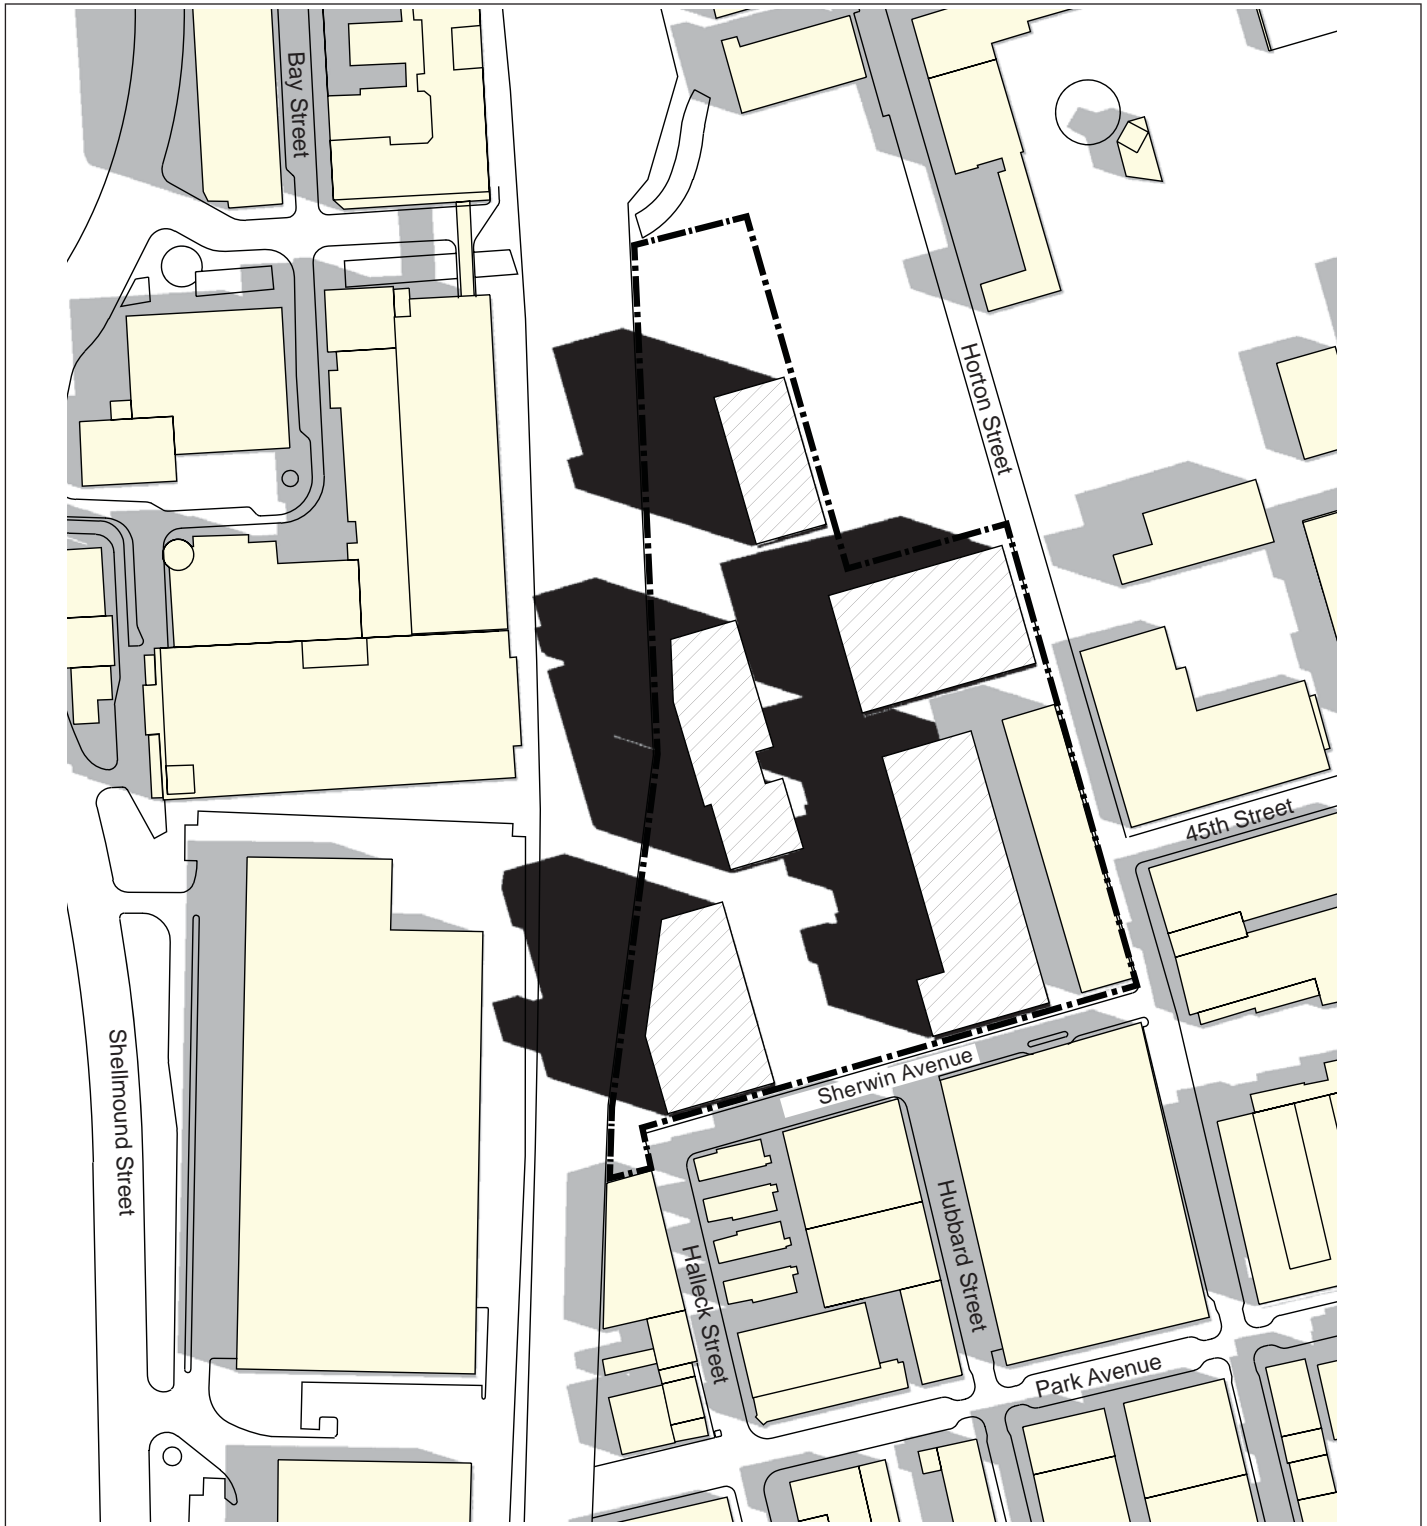 Bay Street
Horton Street
45th Street
Sherwin Avenue
Shellmound Street
Hubbard Street
Halleck Street
Park Avenue